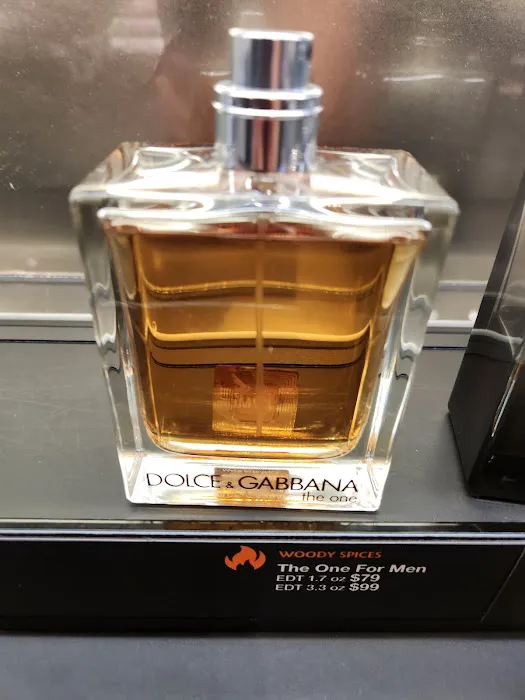 DOLCE & GABBANA
the one
WOODY SPICES
The One For Men
EDT 1.7 oz $79
EDT 3.3 oz $99